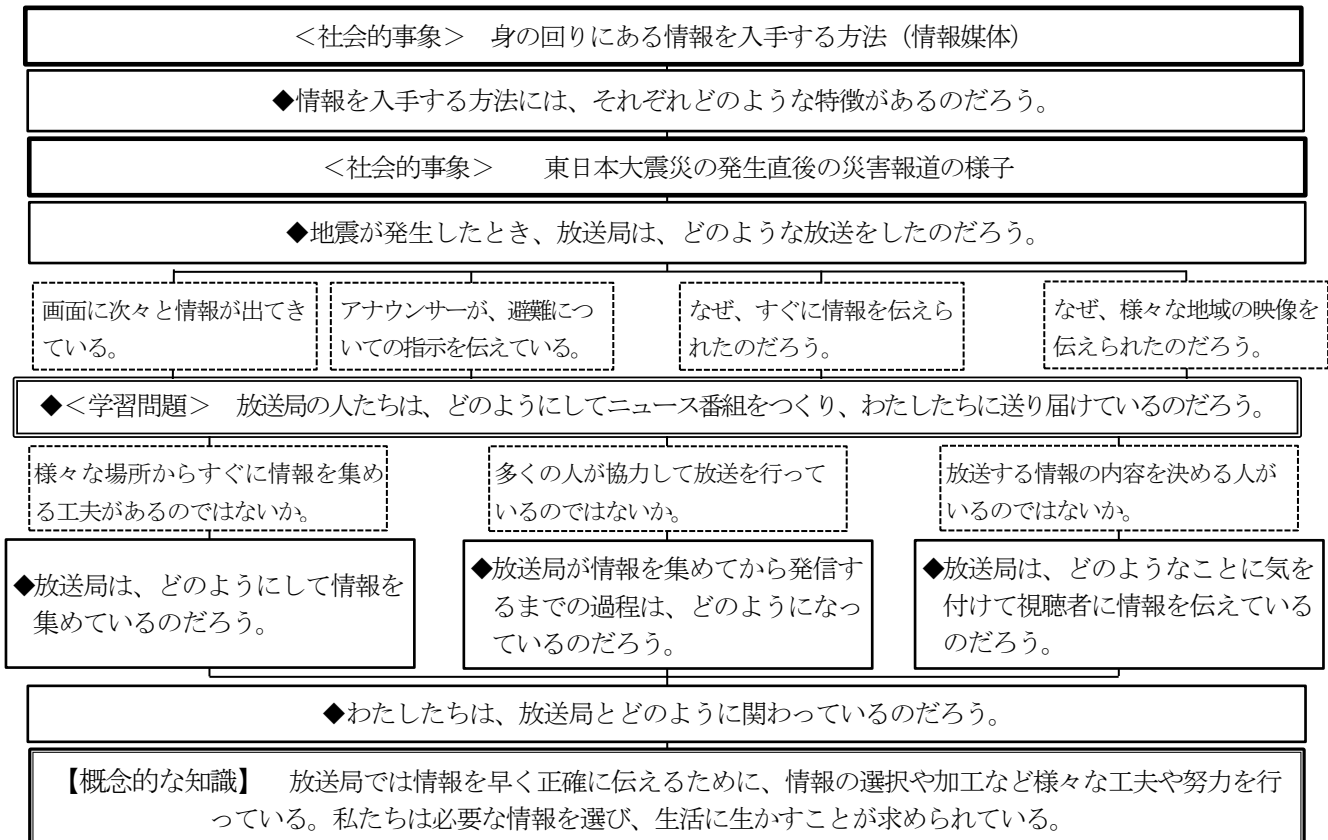 ＜社会的事象＞　身の回りにある情報を入手する方法（情報媒体）
◆情報を入手する方法には、それぞれどのような特徴があるのだろう。
＜社会的事象＞　　東日本大震災の発生直後の災害報道の様子
◆地震が発生したとき、放送局は、どのような放送をしたのだろう。
画面に次々と情報が出てき
ている。
アナウンサーが、避難につ
いての指示を伝えている。
なぜ、すぐに情報を伝えら
れたのだろう。
なぜ、様々な地域の映像を
伝えられたのだろう。
◆＜学習問題＞　放送局の人たちは、どのようにしてニュース番組をつくり、わたしたちに送り届けているのだろう。
様々な場所からすぐに情報を集め
る工夫があるのではないか。
多くの人が協力して放送を行って
いるのではないか。
放送する情報の内容を決める人が
いるのではないか。
◆放送局は、どのようにして情報を
集めているのだろう。
◆放送局が情報を集めてから発信す
るまでの過程は、どのようになっ
ているのだろう。
◆放送局は、どのようなことに気を
付けて視聴者に情報を伝えている
のだろう。
◆わたしたちは、放送局とどのように関わっているのだろう。
【概念的な知識】　放送局では情報を早く正確に伝えるために、情報の選択や加工など様々な工夫や努力を行
っている。私たちは必要な情報を選び、生活に生かすことが求められている。